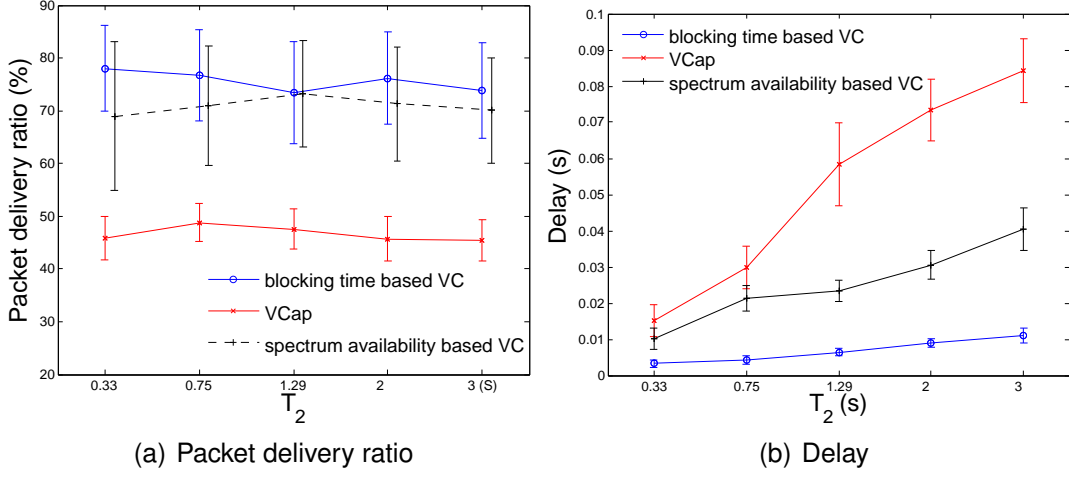 90
80
70
60
50
40
30
20
Packet delivery ratio (%)
blocking time based VC
VCap
spectrum availability based VC
0.33 0.75 1.29 2 3 (S)
T2
(a) Packet delivery ratio
0.1
0.09
0.08
0.07
0.06
0.05
0.04
0.03
0.02
0.01
0
Delay (s)
blocking time based VC
VCap
spectrum availability based VC
0.33 0.75 1.29 2 3
T2 (s)
(b) Delay